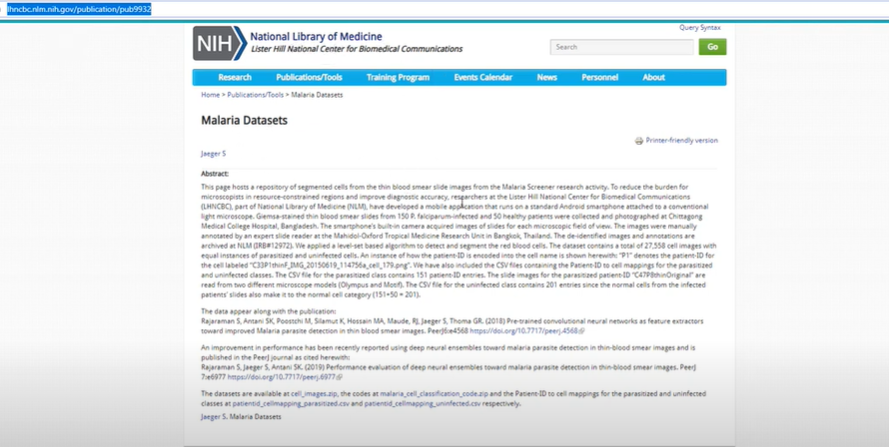 lhncbc.nlm.nih.gov/publication/pub9932
Query Syntax
NIH
National Library of Medicine
Lister Hill National Center for Biomedical Communications
Search
Go
Research Publications/Tools Training Program Events Calendar News Personnel About
Home > Publications/Tools > Malaria Datasets
Malaria Datasets
Printer-friendly version
Jaeger S
Abstract:
This page hosts a repository of segmented cells from the thin blood smear slide images from the Malaria Screener research activity. To reduce the burden for
microscopists in resource-constrained regions and improve diagnostic accuracy, researchers at the Lister Hill National Center for Biomedical Communications
(LHNCBC), part of National Library of Medicine (NLM), have developed a mobile application that runs on a standard Android smartphone attached to a conventional
light microscope. Giemsa-stained thin blood smear slides from 150 P. falciparum-infected and 50 healthy patients were collected and photographed at Chittagong
Medical College Hospital, Bangladesh. The smartphone's built-in camera acquired images of slides for each microscopic field of view. The images were manually
annotated by an expert slide reader at the Mahidol-Oxford Tropical Medicine Research Unit in Bangkok, Thailand. The de-identified images and annotations are
archived at NLM (IRB#12972). We applied a level-set based algorithm to detect and segment the red blood cells. The dataset contains a total of 27,558 cell images with
equal instances of parasitized and uninfected cells. An instance of how the patient-ID is encoded into the cell name is shown herewith: "P1" denotes the patient-ID for
the cell labeled "C33P1thinF_IMG_20150619_114756a_cell_179.png". We have also included the CSV files containing the Patient-ID to cell mappings for the parasitized
and uninfected classes. The CSV file for the parasitized class contains 151 patient-ID entries. The slide images for the parasitized patient-ID "C47P8thinOriginal" are
read from two different microscope models (Olympus and Motif). The CSV file for the uninfected class contains 201 entries since the normal cells from the infected
patients' slides also make it to the normal cell category (151+50 = 201).
The data appear along with the publication:
Rajaraman S, Antani SK, Poostchi M, Silamut K, Hossain MA, Maude, RJ, Jaeger S, Thoma GR. (2018) Pre-trained convolutional neural networks as feature extractors
toward improved Malaria parasite detection in thin blood smear images. PeerJ6:e4568 https://doi.org/10.7717/peerj.4568
An improvement in performance has been recently reported using deep neural ensembles toward malaria parasite detection in thin-blood smear images and is
published in the PeerJ journal as cited herewith:
Rajaraman S, Jaeger S, Antani SK. (2019) Performance evaluation of deep neural ensembles toward malaria parasite detection in thin-blood smear images. PeerJ
7:e6977 https://doi.org/10.7717/peerj.6977
The datasets are available at cell_images.zip, the codes at malaria_cell_classification_code.zip and the Patient-ID to cell mappings for the parasitized and uninfected
classes at patientid_cellmapping_parasitized.csv and patientid_cellmapping_uninfected.csv respectively.
Jaeger S. Malaria Datasets